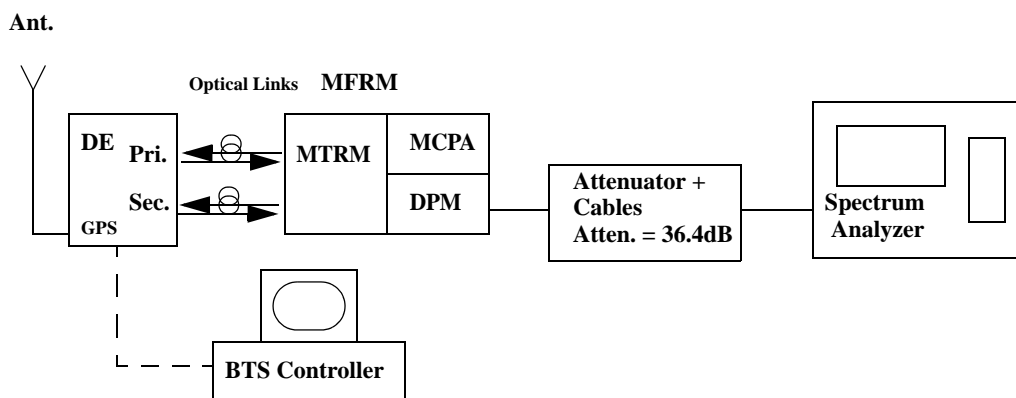 Ant.
Optical Links MFRM
DE
Pri.
MTRM
MCPA
Sec.
DPM
GPS
Attenuator +
Cables
Atten. = 36.4dB
Spectrum
Analyzer
BTS Controller